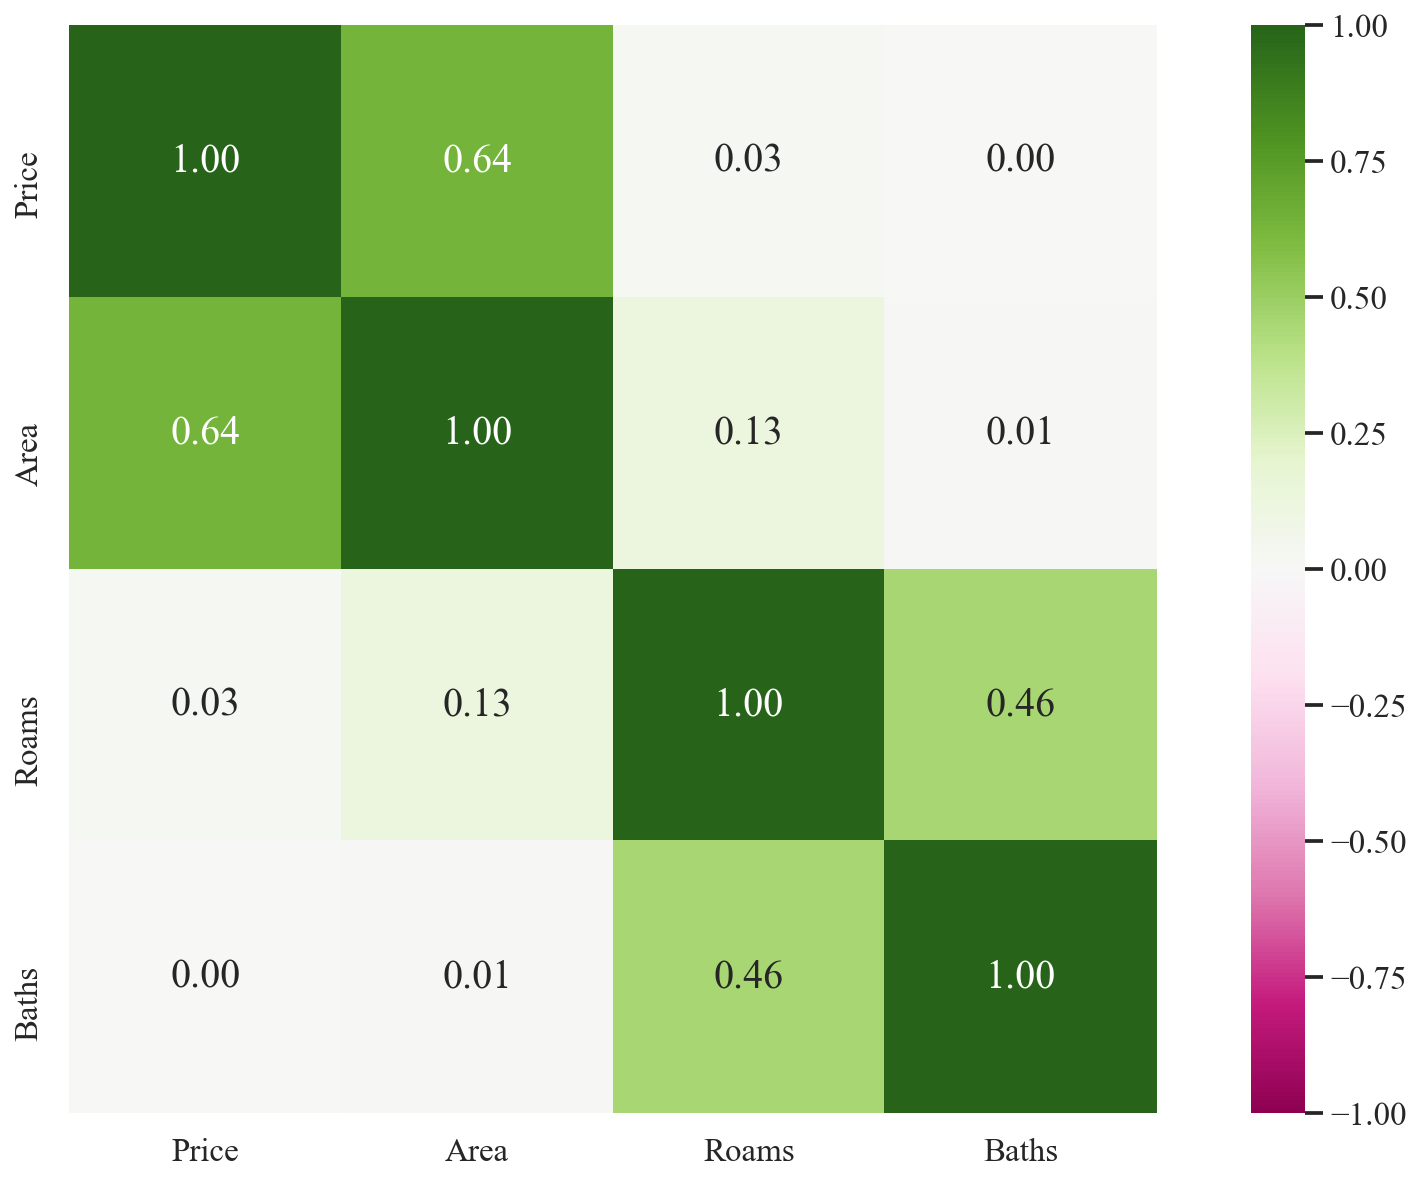 1.00
Price 1.00 0.64 0.03 0.00
0.75
0.50
Area 0.64 1.00 0.13 0.01
0.25
0.00
Roams 0.03 0.13 1.00 0.46
−0.25
−0.50
Baths 0.00 0.01 0.46 1.00
−0.75
−1.00
Price Area Roams Baths